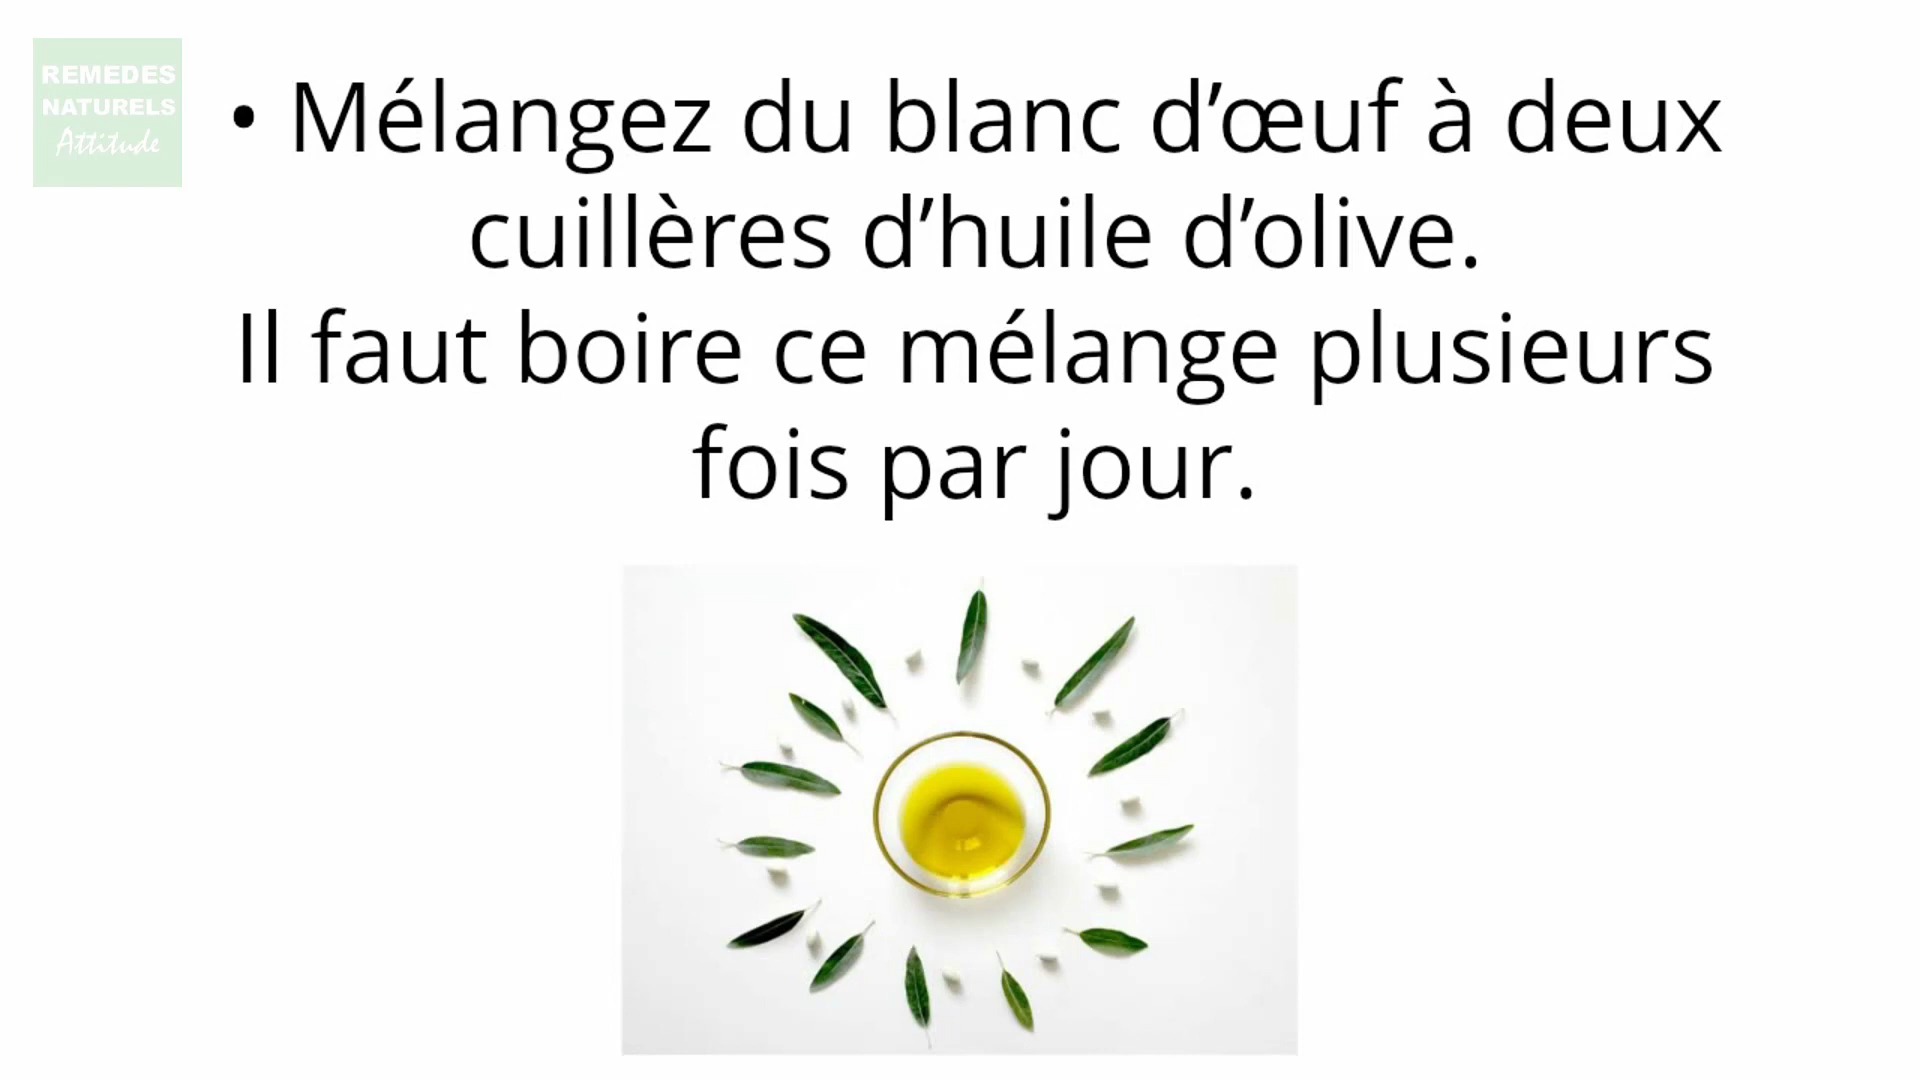 REMEDES
NATURELS
Attitude
• Mélangez du blanc d’œuf à deux
cuillères d’huile d’olive.
Il faut boire ce mélange plusieurs
fois par jour.